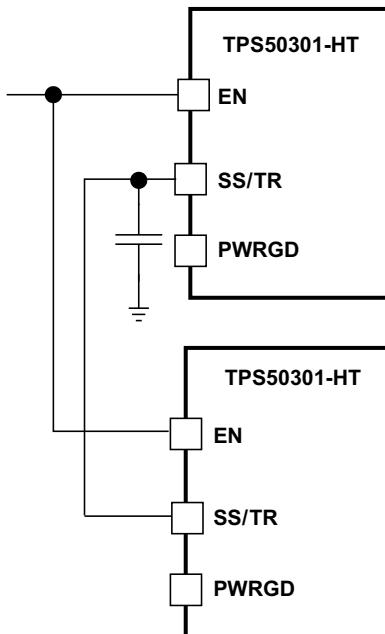 TPS50301-HT
EN
SS/TR
PWRGD
TPS50301-HT
EN
SS/TR
PWRGD